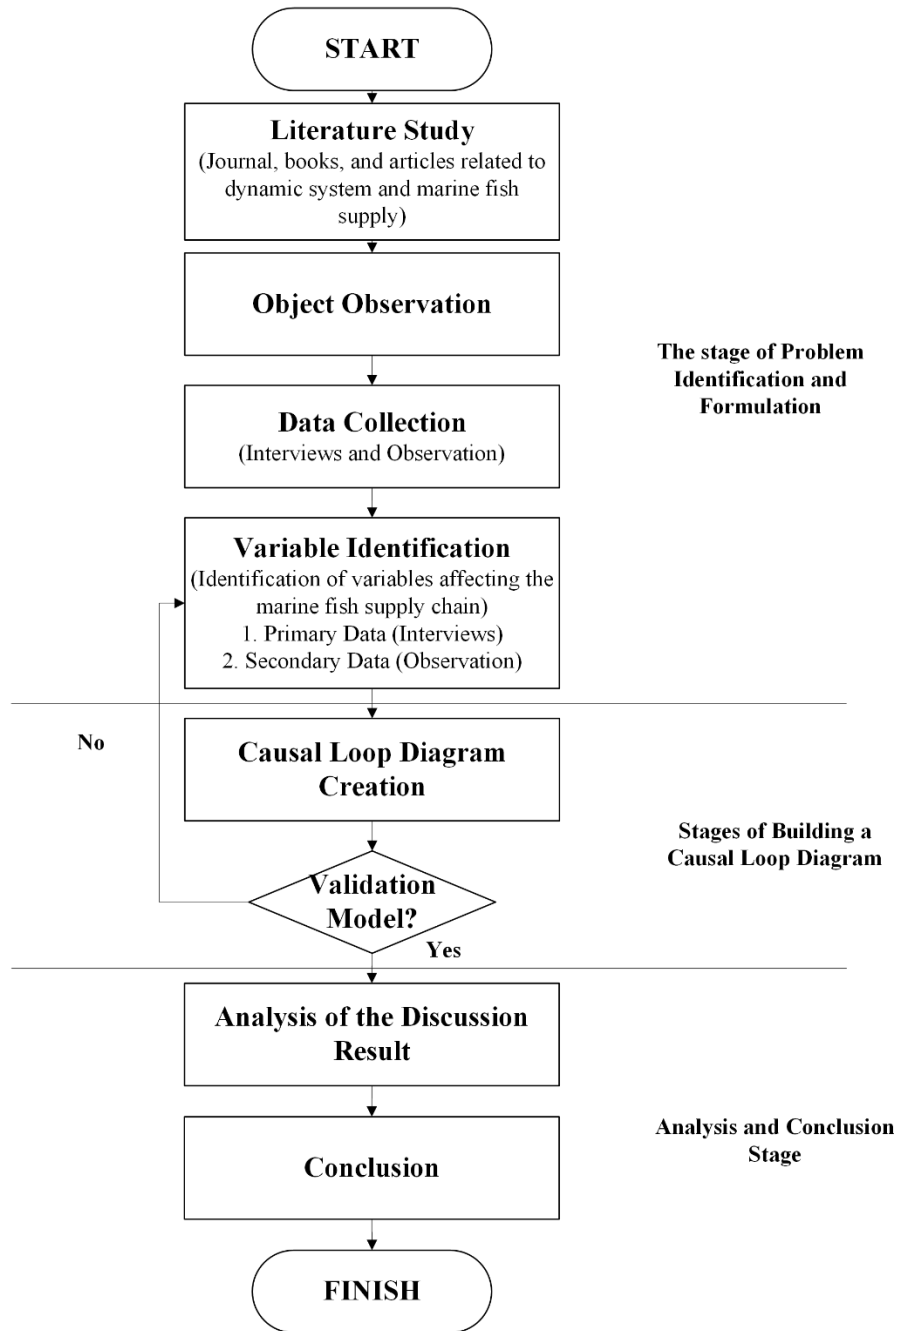 START
Literature Study
(Journal, books, and articles related to
dynamic system and marine fish
supply)
Object Observation
The stage of Problem
Identification and
Formulation
Data Collection
(Interviews and Observation)
Variable Identification
(Identification of variables affecting the
marine fish supply chain)
1. Primary Data (Interviews)
2. Secondary Data (Observation)
No
Causal Loop Diagram
Creation
Stages of Building a
Causal Loop Diagram
Validation
Model?
Yes
Analysis of the Discussion
Result
Analysis and Conclusion
Stage
Conclusion
FINISH